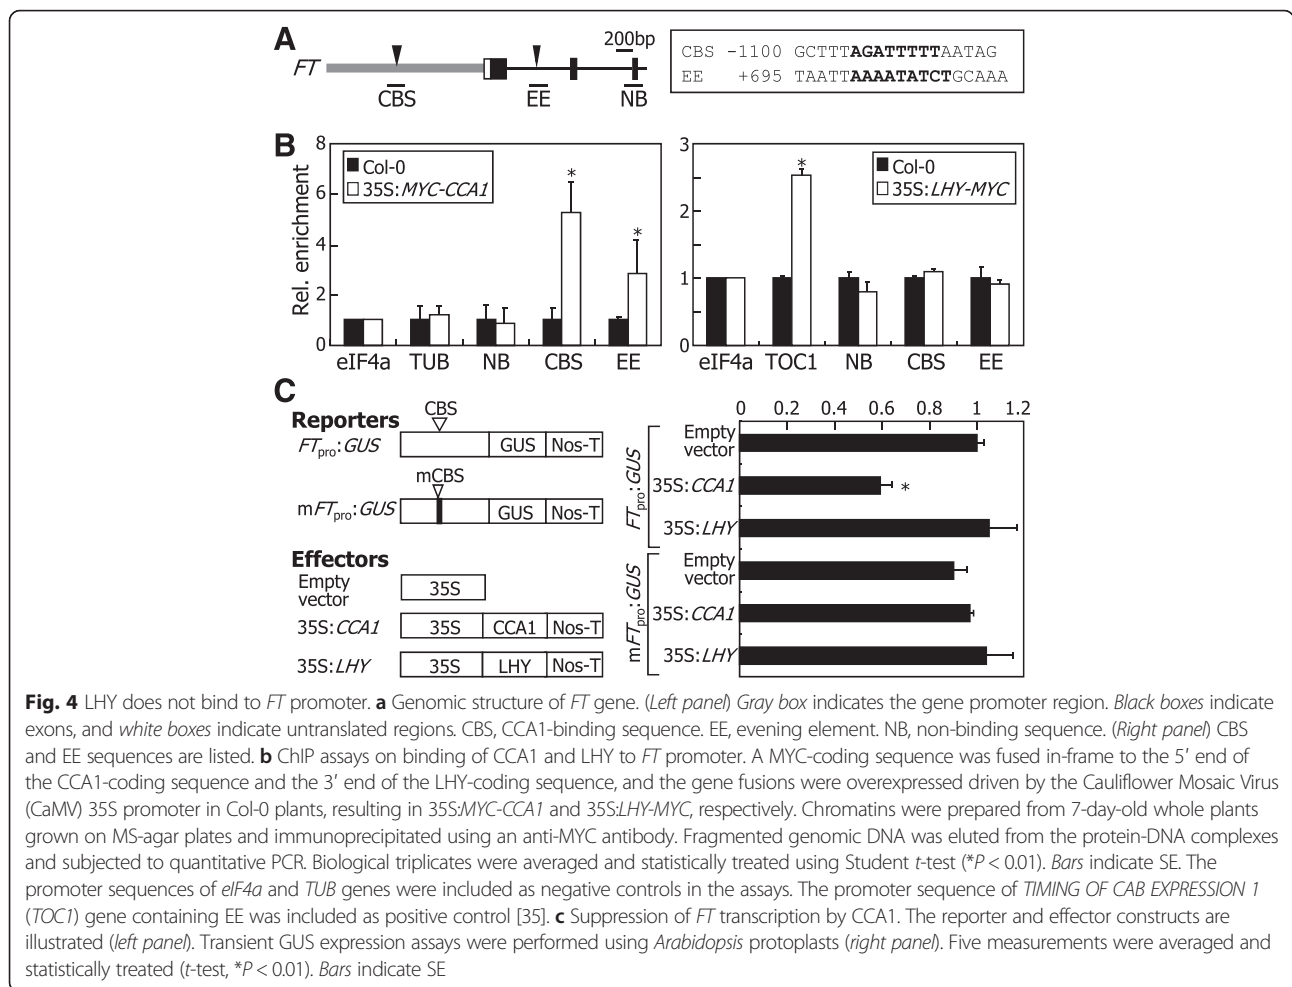 A
FT
CBS
EE
200bp
NB
CBS -1100 GCTTTAGATTTTTAATAG
EE +695 TAATTAAAATATCTGCAAA
B
Rel. enrichment
8
6
4
2
0
Col-0
35S:MYC-CCA1
*
*
eIF4a TUB NB CBS EE
3
2
1
0
Col-0
35S:LHY-MYC
*
eIF4a TOC1 NB CBS EE
C
Reporters
CBS
FTpro:GUS
GUS Nos-T
mCBS
mFTpro:GUS
GUS Nos-T
Effectors
Empty
vector
35S
35S:CCA1
35S CCA1 Nos-T
35S:LHY
35S LHY Nos-T
0 0.2 0.4 0.6 0.8 1 1.2
FTpro:GUS
Empty
vector
35S:CCA1
*
35S:LHY
mFTpro:GUS
Empty
vector
35S:CCA1
35S:LHY
Fig. 4 LHY does not bind to FT promoter. a Genomic structure of FT gene. (Left panel) Gray box indicates the gene promoter region. Black boxes indicate
exons, and white boxes indicate untranslated regions. CBS, CCA1-binding sequence. EE, evening element. NB, non-binding sequence. (Right panel) CBS
and EE sequences are listed. b ChIP assays on binding of CCA1 and LHY to FT promoter. A MYC-coding sequence was fused in-frame to the 5′ end of
the CCA1-coding sequence and the 3′ end of the LHY-coding sequence, and the gene fusions were overexpressed driven by the Cauliflower Mosaic Virus
(CaMV) 35S promoter in Col-0 plants, resulting in 35S:MYC-CCA1 and 35S:LHY-MYC, respectively. Chromatins were prepared from 7-day-old whole plants
grown on MS-agar plates and immunoprecipitated using an anti-MYC antibody. Fragmented genomic DNA was eluted from the protein-DNA complexes
and subjected to quantitative PCR. Biological triplicates were averaged and statistically treated using Student t-test (*P < 0.01). Bars indicate SE. The
promoter sequences of eIF4a and TUB genes were included as negative controls in the assays. The promoter sequence of TIMING OF CAB EXPRESSION 1
(TOC1) gene containing EE was included as positive control [35]. c Suppression of FT transcription by CCA1. The reporter and effector constructs are
illustrated (left panel). Transient GUS expression assays were performed using Arabidopsis protoplasts (right panel). Five measurements were averaged and
statistically treated (t-test, *P < 0.01). Bars indicate SE